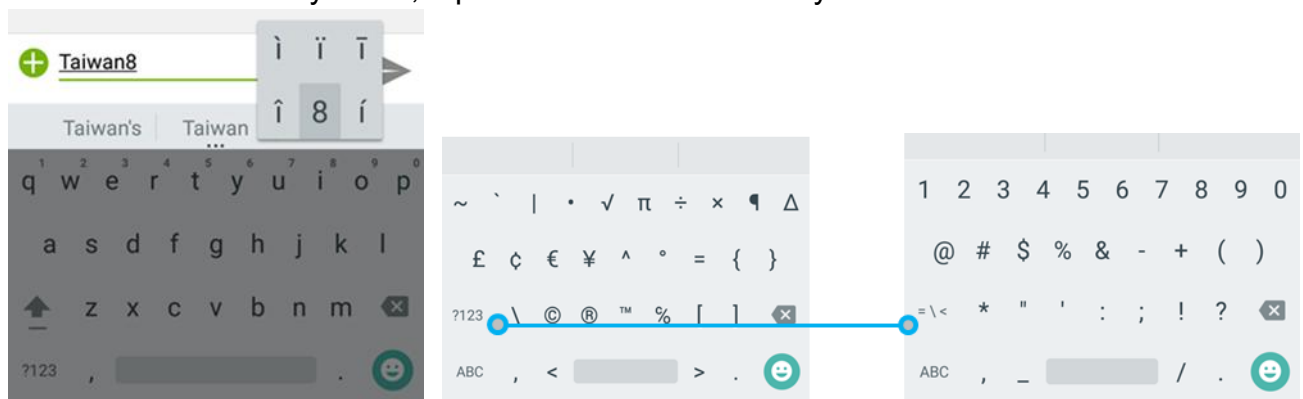 Taiwan8
ì ï ī
î 8 í
Taiwan's Taiwan
1 2 3 4 5 6 7 8 9 0
q w e r t y u i o p
a s d f g h j k l
z x c v b n m
?123 , .
~ ` | • √ π ÷ × ¶ Δ
£ ¢ € ¥ ^ ° = { }
?123 \ © ® ™ % [ ]
ABC , < > .
1 2 3 4 5 6 7 8 9 0
@ # $ % & - + ( )
=\< * " ' : ; ! ?
ABC , _ / .